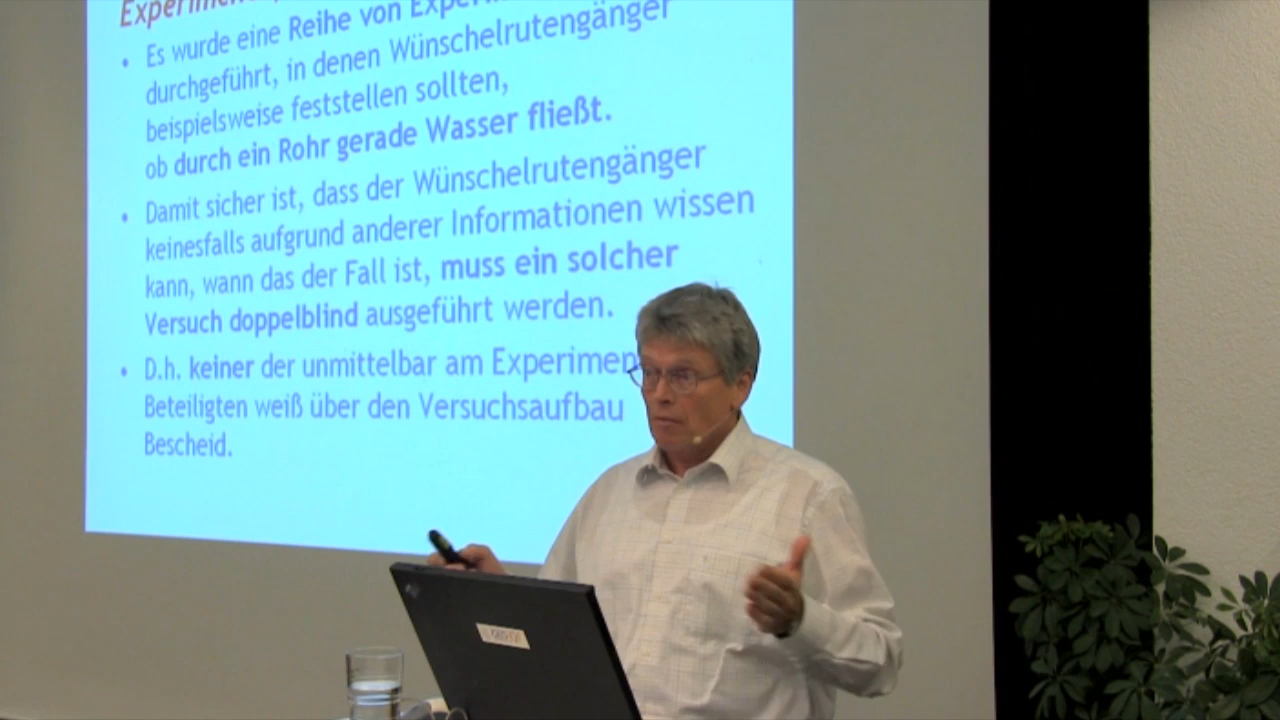 • Es wurde eine Reihe von
durchgeführt, in denen Wünschelrutengänger
beispielsweise feststellen sollten,
ob durch ein Rohr gerade Wasser fließt.
• Damit sicher ist, dass der Wünschelrutengänger
keinesfalls aufgrund anderer Informationen wissen
kann, wann das der Fall ist, muss ein solcher
Versuch doppelblind ausgeführt werden.
• D.h. keiner der unmittelbar am
Beteiligten weiß über den Versuchsaufbau
Bescheid.